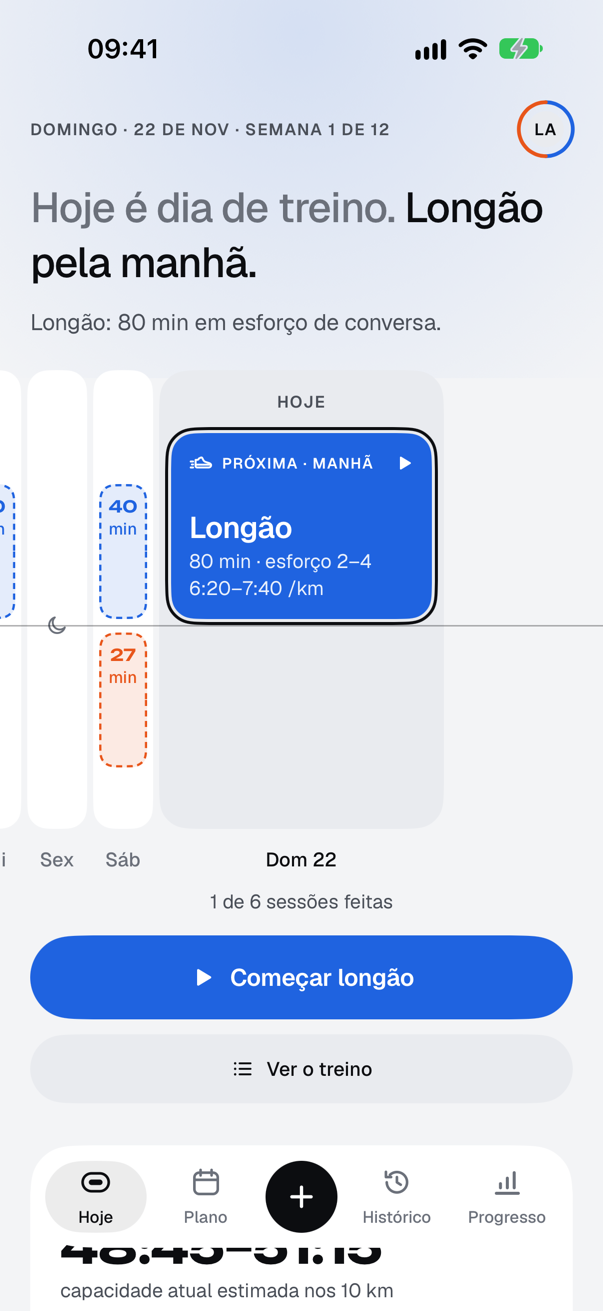 09:41
DOMINGO · 22 DE NOV · SEMANA 1 DE 12
LA
Hoje é dia de treino. Longão
pela manhã.
Longão: 80 min em esforço de conversa.
HOJE
PRÓXIMA · MANHÃ
40
min
Longão
80 min · esforço 2–4
6:20–7:40 /km
27
min
Sex
Sáb
Dom 22
1 de 6 sessões feitas
Começar longão
Ver o treino
Hoje
Plano
Histórico
Progresso
capacidade atual estimada nos 10 km